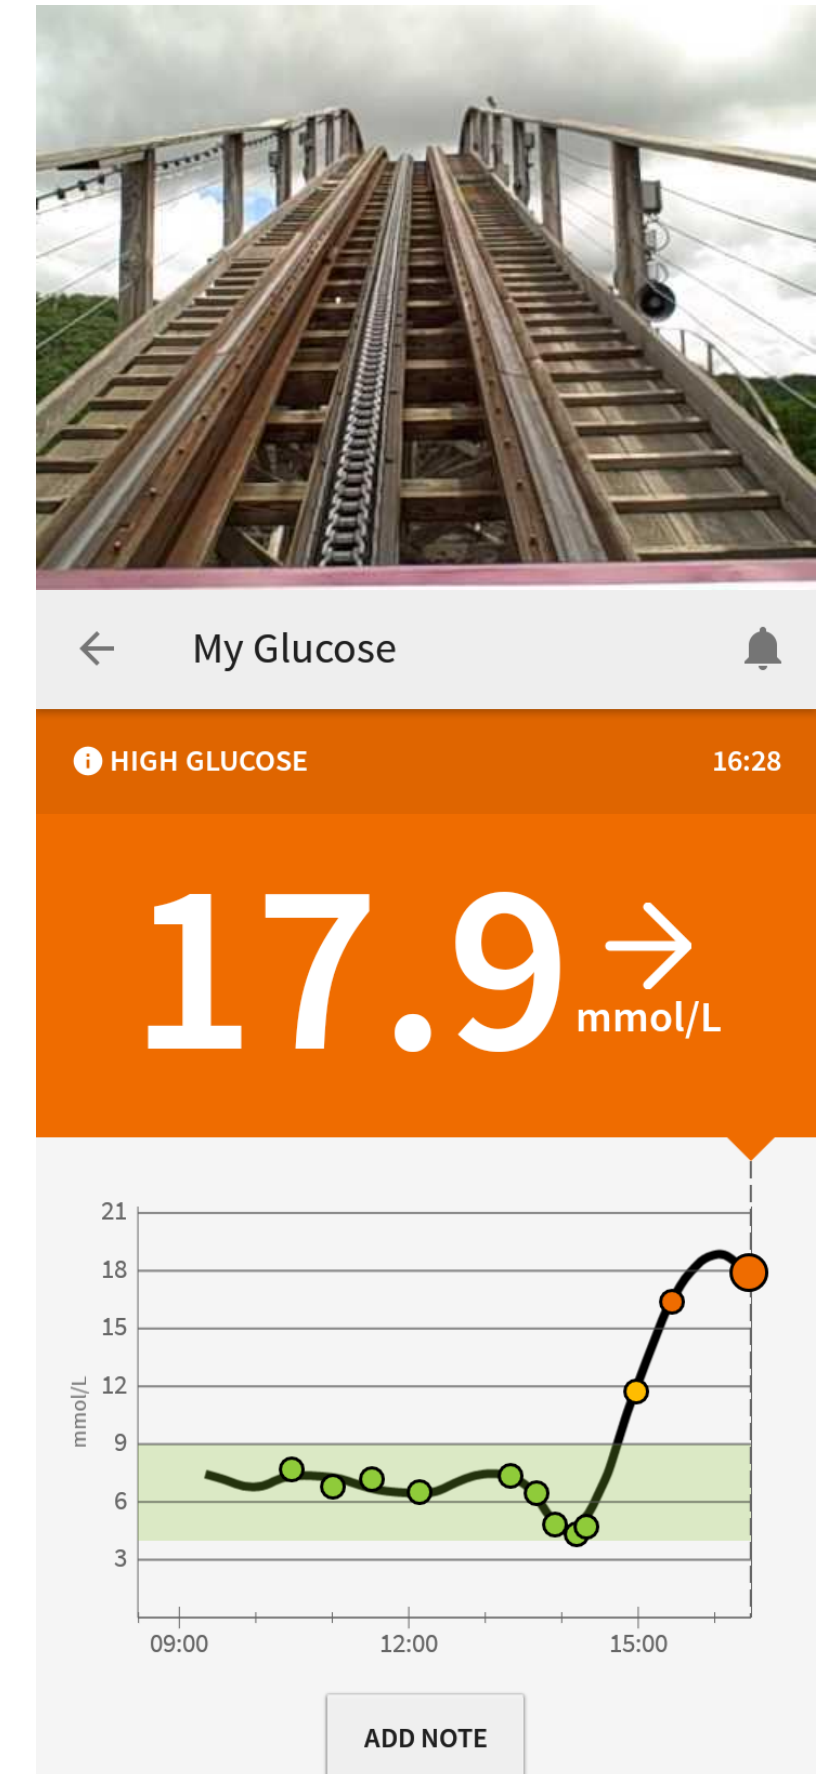 My Glucose
HIGH GLUCOSE 16:28
17.9
mmol/L
21
18
15
12
9
6
3
mmol/L
09:00 12:00 15:00
ADD NOTE